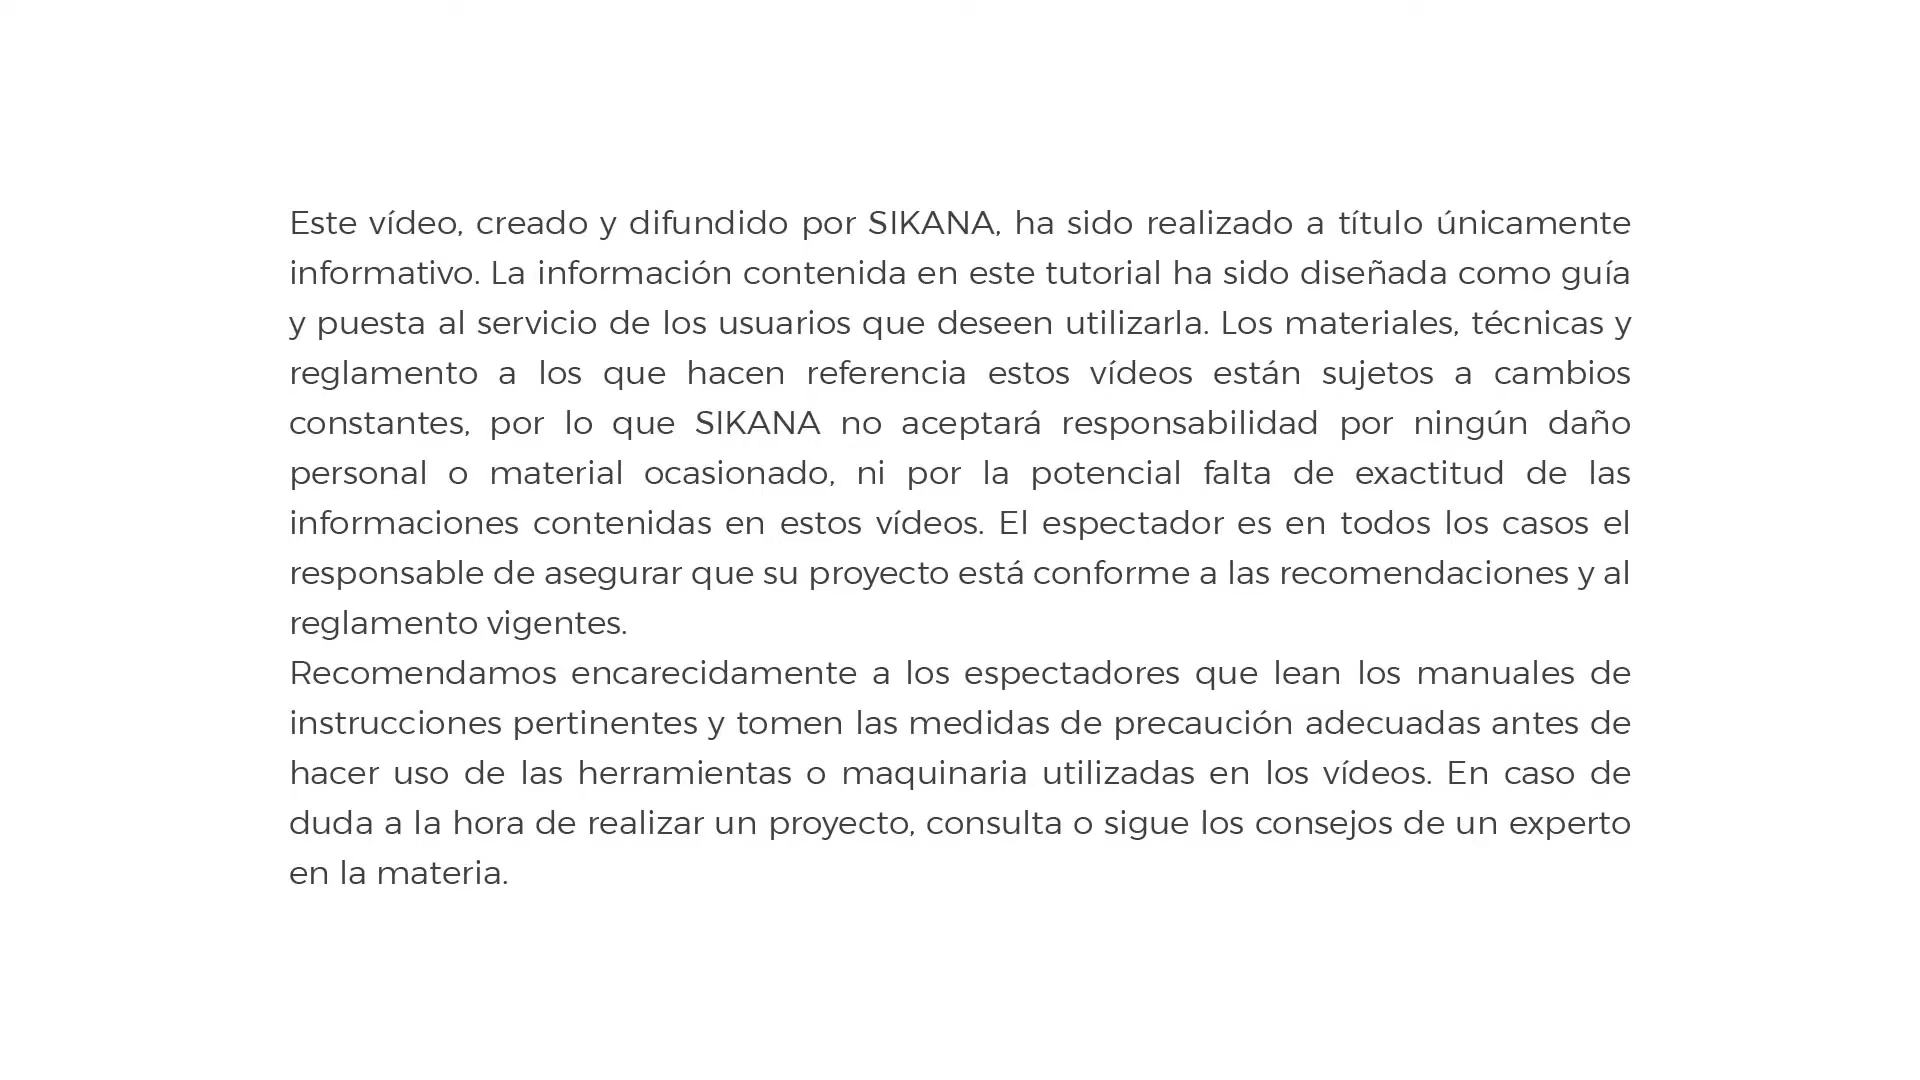 Este vídeo, creado y difundido por SIKANA, ha sido realizado a título únicamente
informativo. La información contenida en este tutorial ha sido diseñada como guía
y puesta al servicio de los usuarios que deseen utilizarla. Los materiales, técnicas y
reglamento a los que hacen referencia estos vídeos están sujetos a cambios
constantes, por lo que SIKANA no aceptará responsabilidad por ningún daño
personal o material ocasionado, ni por la potencial falta de exactitud de las
informaciones contenidas en estos vídeos. El espectador es en todos los casos el
responsable de asegurar que su proyecto está conforme a las recomendaciones y al
reglamento vigentes.
Recomendamos encarecidamente a los espectadores que lean los manuales de
instrucciones pertinentes y tomen las medidas de precaución adecuadas antes de
hacer uso de las herramientas o maquinaria utilizadas en los vídeos. En caso de
duda a la hora de realizar un proyecto, consulta o sigue los consejos de un experto
en la materia.